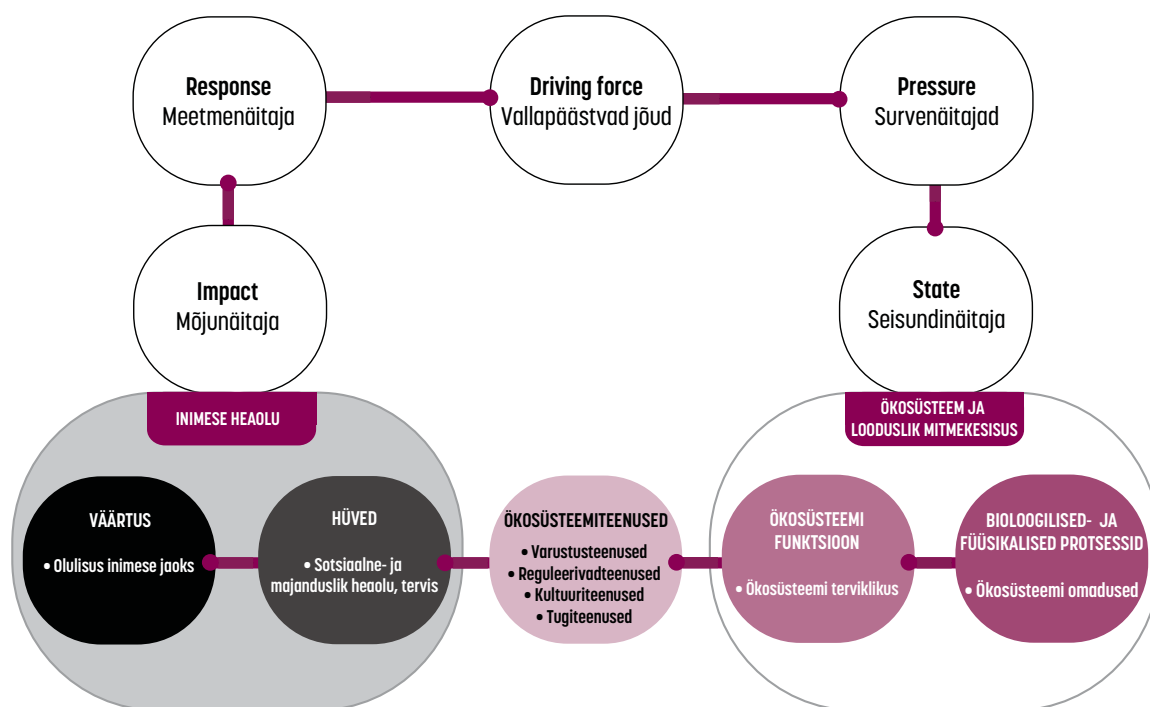 Response
Meetmenäitaja
Driving force
Vallapäästvad jõud
Pressure
Survenäitajad
Impact
Mõjunäitaja
State
Seisundinäitaja
INIMESE HEAOLU
ÖKOSÜSTEEM JA
LOODUSLIK MITMEKESISUS
VÄÄRTUS
• Olulisus inimese jaoks
HÜVED
• Sotsiaalne- ja
majanduslik heaolu, tervis
ÖKOSÜSTEEMITEENUSED
• Varustusteenused
• Reguleerivadteenused
• Kultuuriteenused
• Tugiteenused
ÖKOSÜSTEEMI
FUNKTSIOON
• Ökosüsteemi terviklikus
BIOLOOGILISED- JA
FÜÜSIKALISED PROTSESSID
• Ökosüsteemi omadused